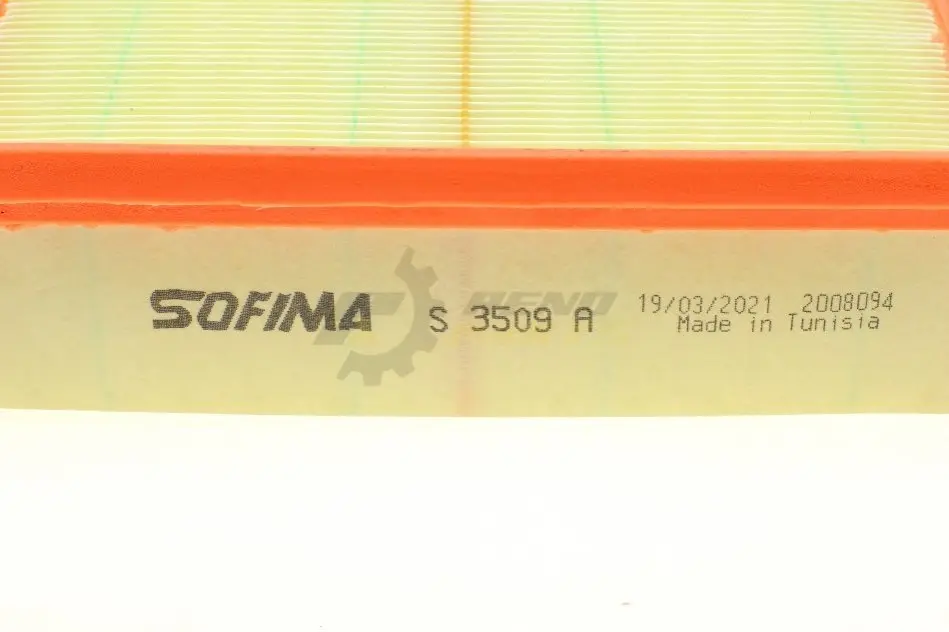 SOFIMA S 3509 A
19/03/2021 2008094
Made in Tunisia